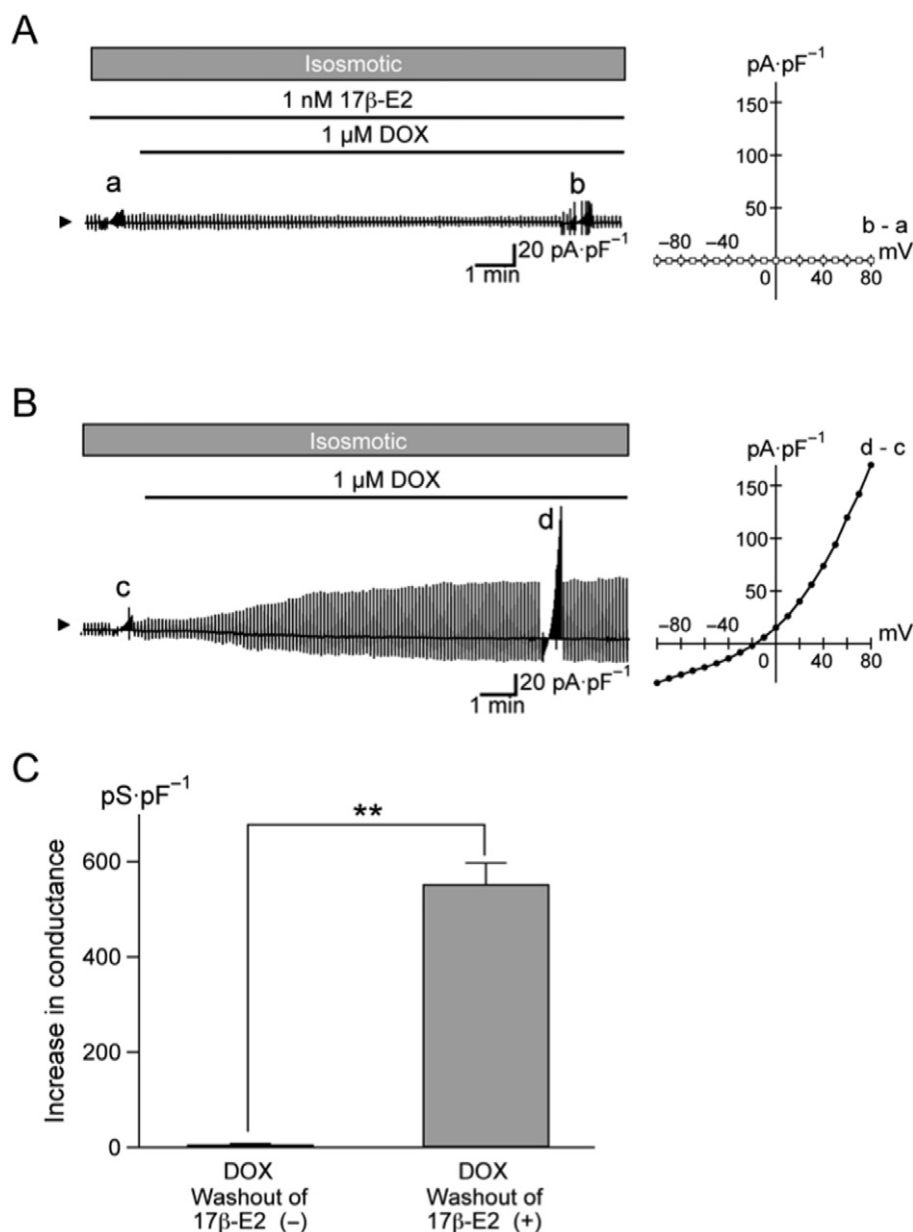 A
Isosmotic
1 nM 17β-E2
1 μM DOX
a
b
20 pA·pF⁻¹
1 min
pA·pF⁻¹
150
100
50
b - a
−80 −40
mV
0 40 80
B
Isosmotic
1 μM DOX
c
d
20 pA·pF⁻¹
1 min
pA·pF⁻¹
d - c
150
100
50
−80 −40
mV
0 40 80
C
pS·pF⁻¹
**
Increase in conductance
600
400
200
0
DOX
Washout of
17β-E2 (−)
DOX
Washout of
17β-E2 (+)